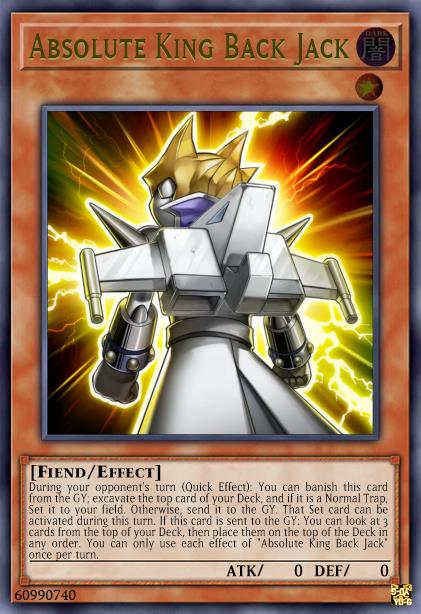 Absolute King Back Jack
DARK
闇
[Fiend/Effect]
During your opponent's turn (Quick Effect): You can banish this card
from the GY; excavate the top card of your Deck, and if it is a Normal Trap,
Set it to your field. Otherwise, send it to the GY. That Set card can be
activated during this turn. If this card is sent to the GY: You can look at 3
cards from the top of your Deck, then place them on the top of the Deck in
any order. You can only use each effect of "Absolute King Back Jack"
once per turn.
ATK/ 0 DEF/ 0
60990740